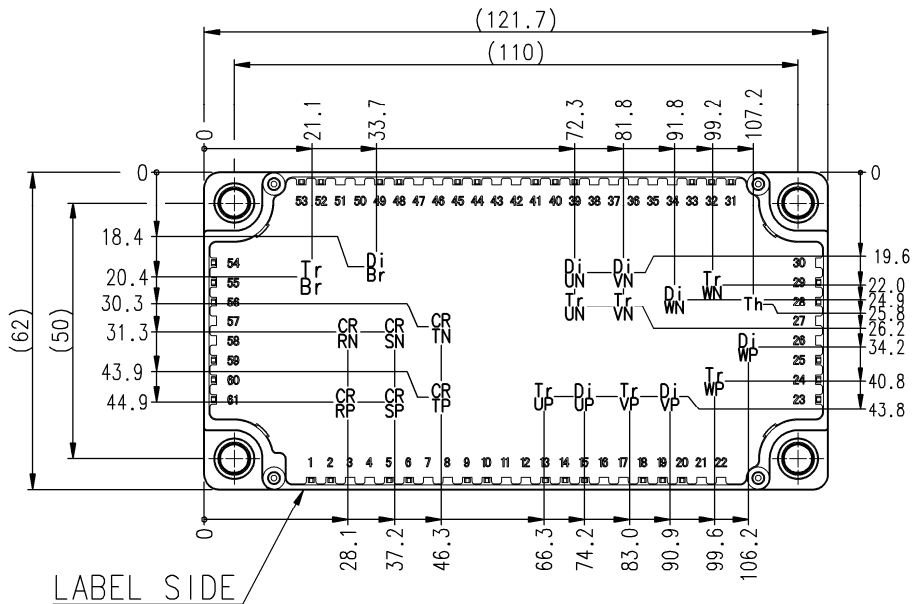 (121.7)
(110)
0 21.1 33.7 72.3 81.8 91.8 99.2 107.2
0 0
53 52 51 50 49 48 47 46 45 44 43 42 41 40 39 38 37 36 35 34 33 32 31
(62) (50)
18.4 20.4 30.3 31.3 43.9 44.9
54 55 56 57 58 59 60 61
Tr
Br
Di
Br
Di
UN
Di
VN
Tr
UN
Tr
VN
Di
WN
Tr
WN
Th
CR
RN
CR
SN
CR
TN
Di
WP
CR
RP
CR
SP
CR
TP
Tr
UP
Di
UP
Tr
VP
Di
VP
Tr
WP
30 29 28 27 26 25 24 23
19.6 22.0 24.9 25.8 26.2 34.2 40.8 43.8
1 2 3 4 5 6 7 8 9 10 11 12 13 14 15 16 17 18 19 20 21 22
0 28.1 37.2 46.3 66.3 74.2 83.0 90.9 99.6 106.2
LABEL SIDE